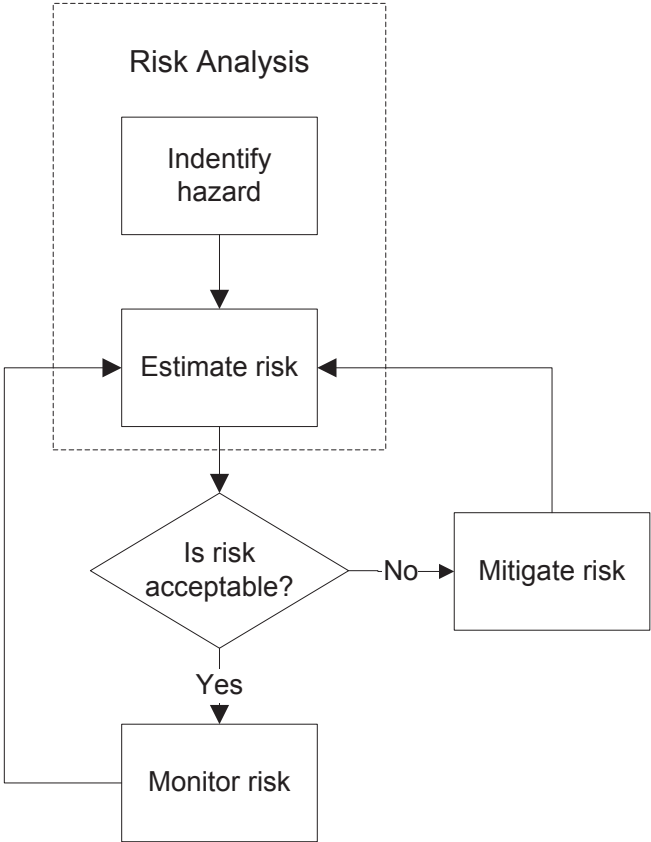 Risk Analysis
Indentify
hazard
Estimate risk
Is risk
acceptable?
No
Mitigate risk
Yes
Monitor risk